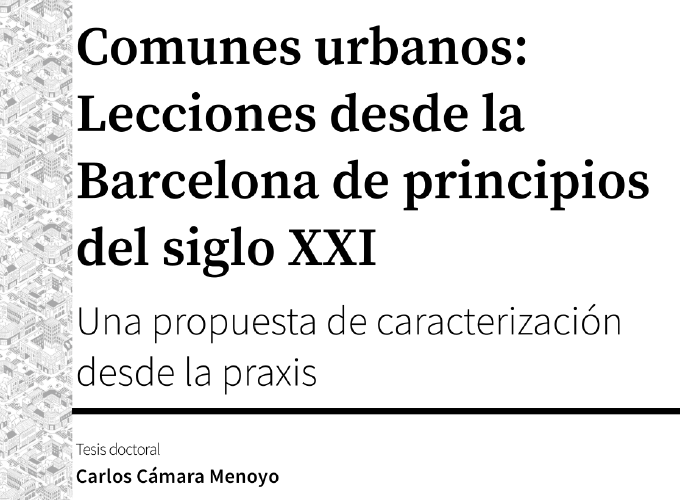 Comunes urbanos:
Lecciones desde la
Barcelona de principios
del siglo XXI
Una propuesta de caracterización
desde la praxis
Tesis doctoral
Carlos Cámara Menoyo